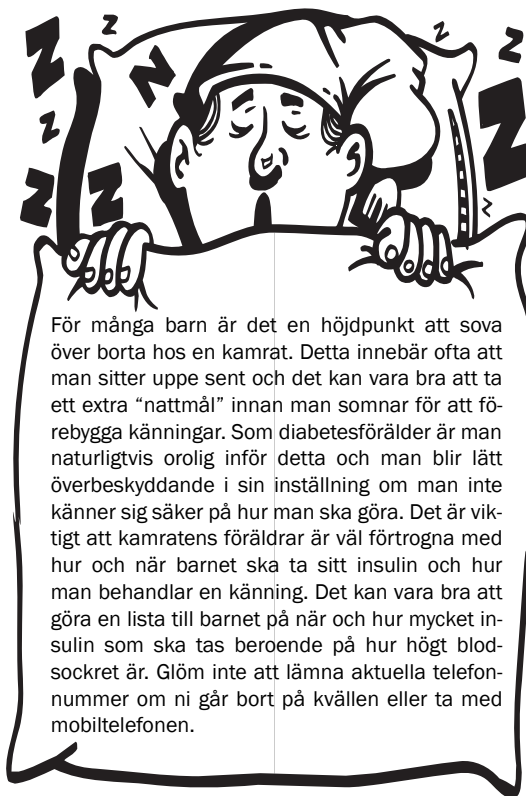 Z
Z
Z
Z
Z
Z
Z
Z
Z
Z
För många barn är det en höjdpunkt att sova
över borta hos en kamrat. Detta innebär ofta att
man sitter uppe sent och det kan vara bra att ta
ett extra “nattmål” innan man somnar för att fö-
rebygga känningar. Som diabetesförälder är man
naturligtvis orolig inför detta och man blir lätt
överbeskyddande i sin inställning om man inte
känner sig säker på hur man ska göra. Det är vik-
tigt att kamratens föräldrar är väl förtrogna med
hur och när barnet ska ta sitt insulin och hur
man behandlar en känning. Det kan vara bra att
göra en lista till barnet på när och hur mycket in-
sulin som ska tas beroende på hur högt blod-
sockret är. Glöm inte att lämna aktuella telefon-
nummer om ni går bort på kvällen eller ta med
mobiltelefonen.